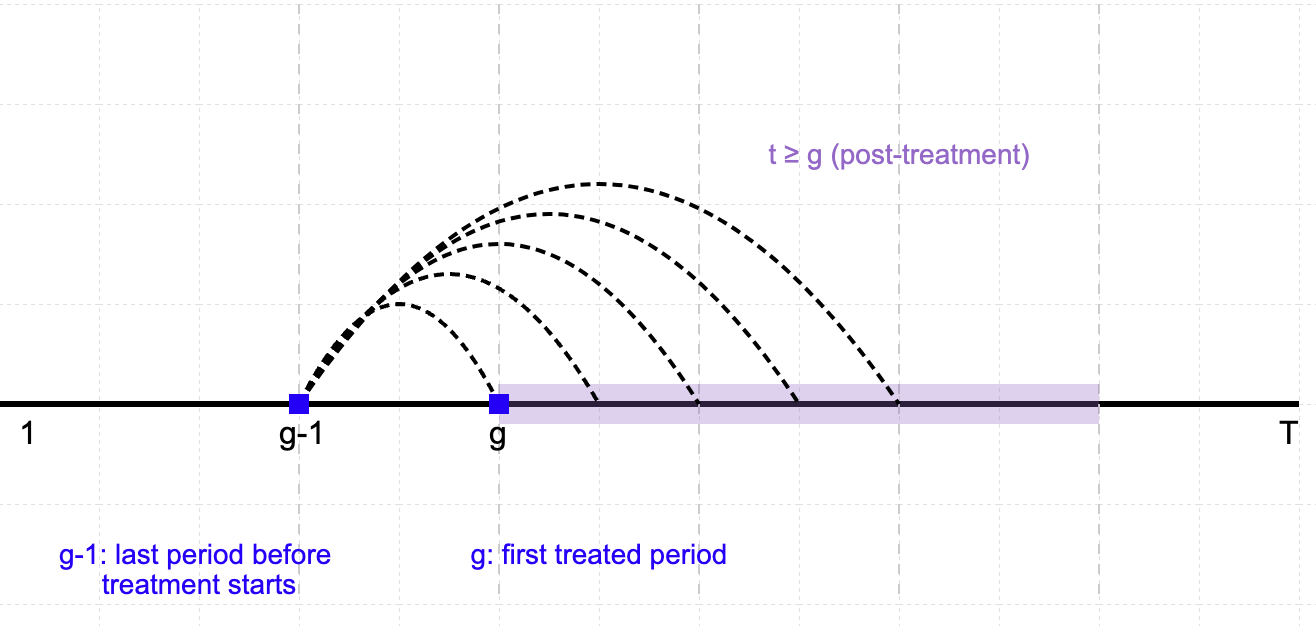 t ≥ g (post-treatment)
1
g-1
g
T
g-1: last period before
treatment starts
g: first treated period